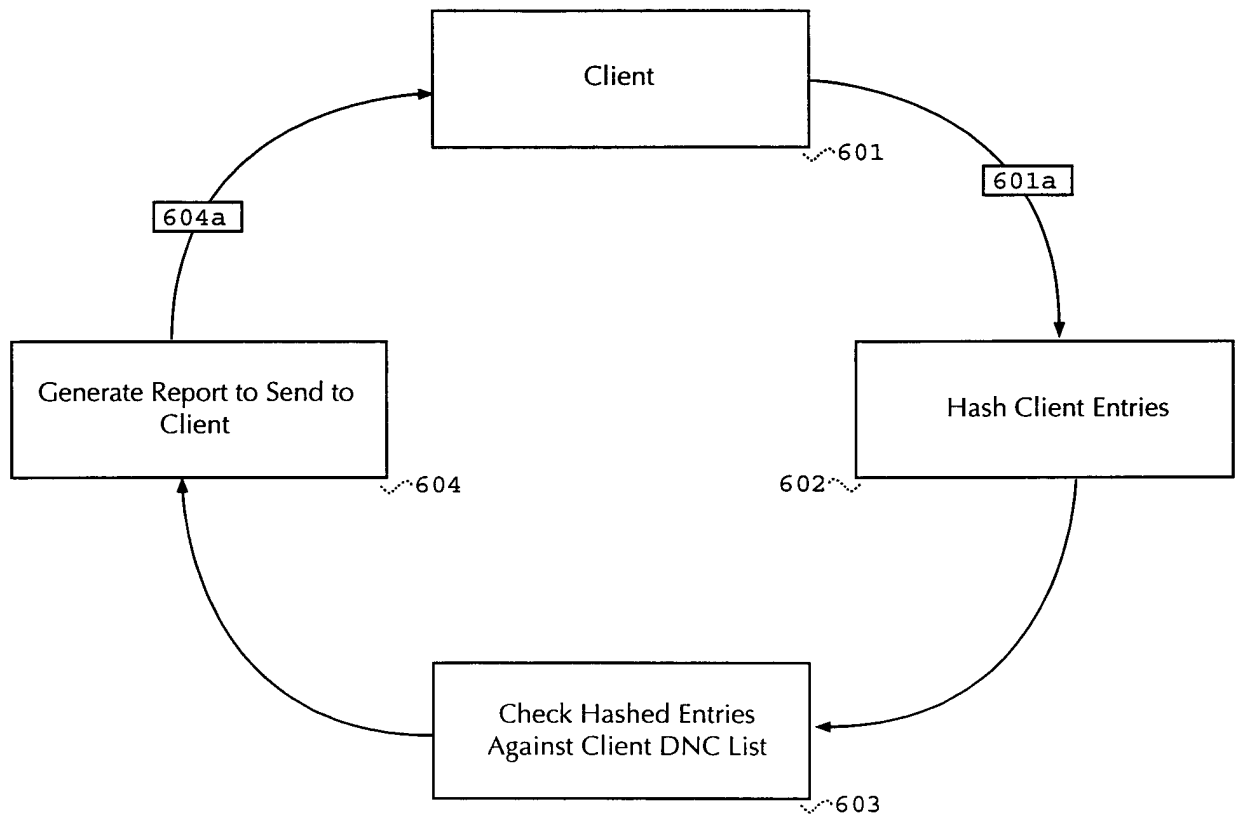 Client
601
601a
604a
Generate Report to Send to
Client
604
Hash Client Entries
602
Check Hashed Entries
Against Client DNC List
603